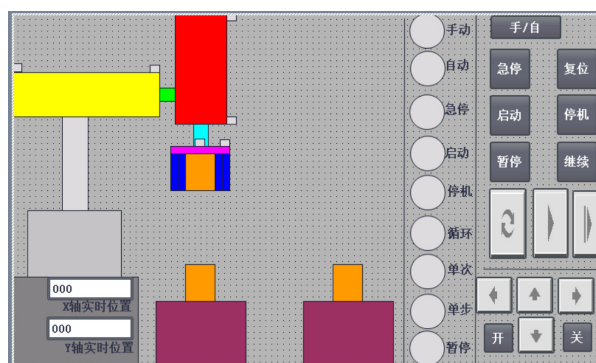 手动
手/自
自动
急停
复位
急停
启动
停机
启动
暂停
继续
停机
循环
单次
000
X轴实时位置
单步
000
开
关
Y轴实时位置
暂停